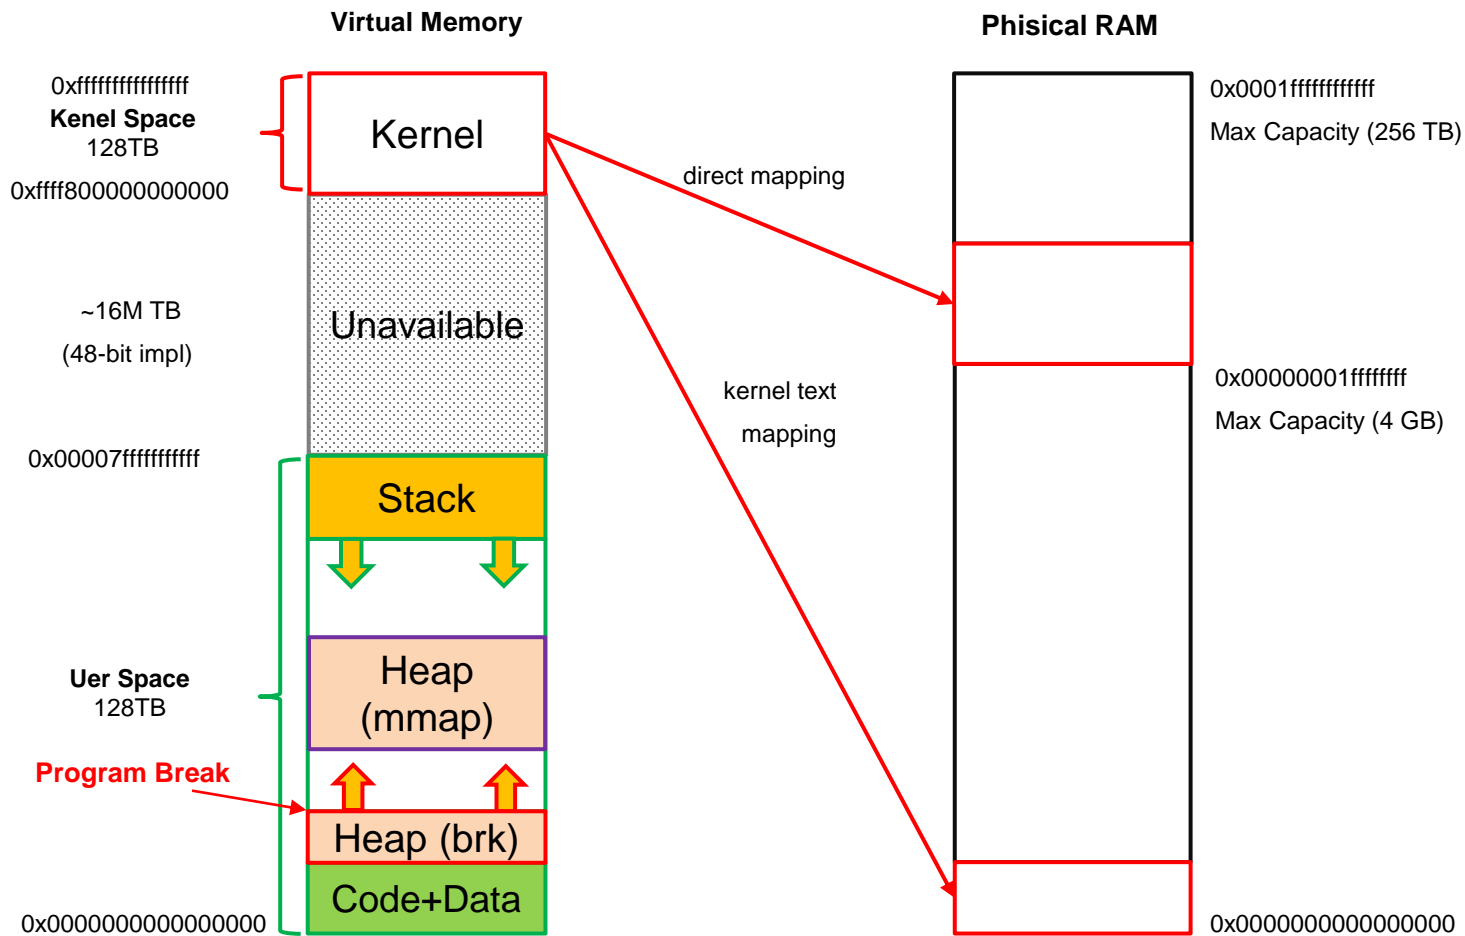 Virtual Memory
Phisical RAM
0xffffffffffffffff
Kenel Space
128TB
0xffff800000000000
Kernel
direct mapping
0x0001ffffffffffff
Max Capacity (256 TB)
~16M TB
(48-bit impl)
Unavailable
kernel text
mapping
0x00000001ffffffff
Max Capacity (4 GB)
0x00007fffffffffff
Stack
Heap
(mmap)
Uer Space
128TB
Program Break
Heap (brk)
Code+Data
0x0000000000000000
0x0000000000000000